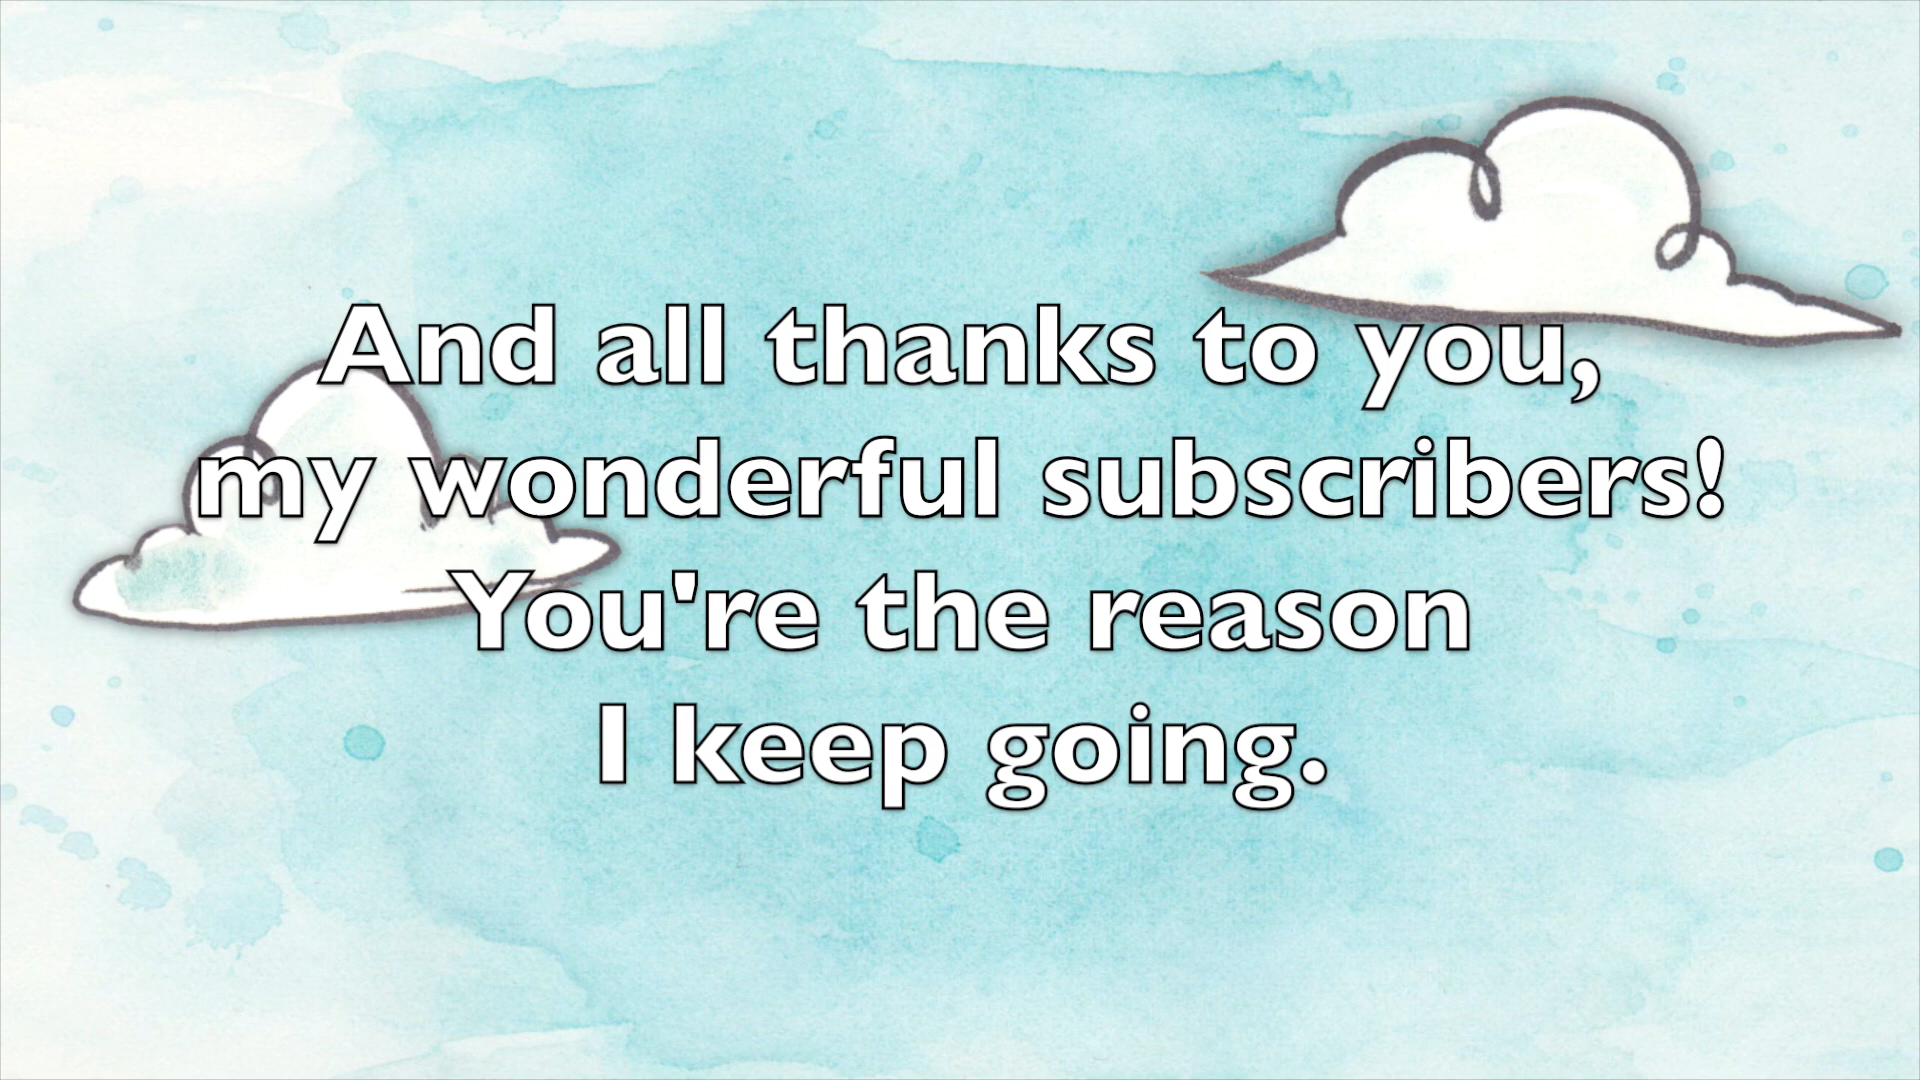 And all thanks to you,
my wonderful subscribers!
You're the reason
I keep going.